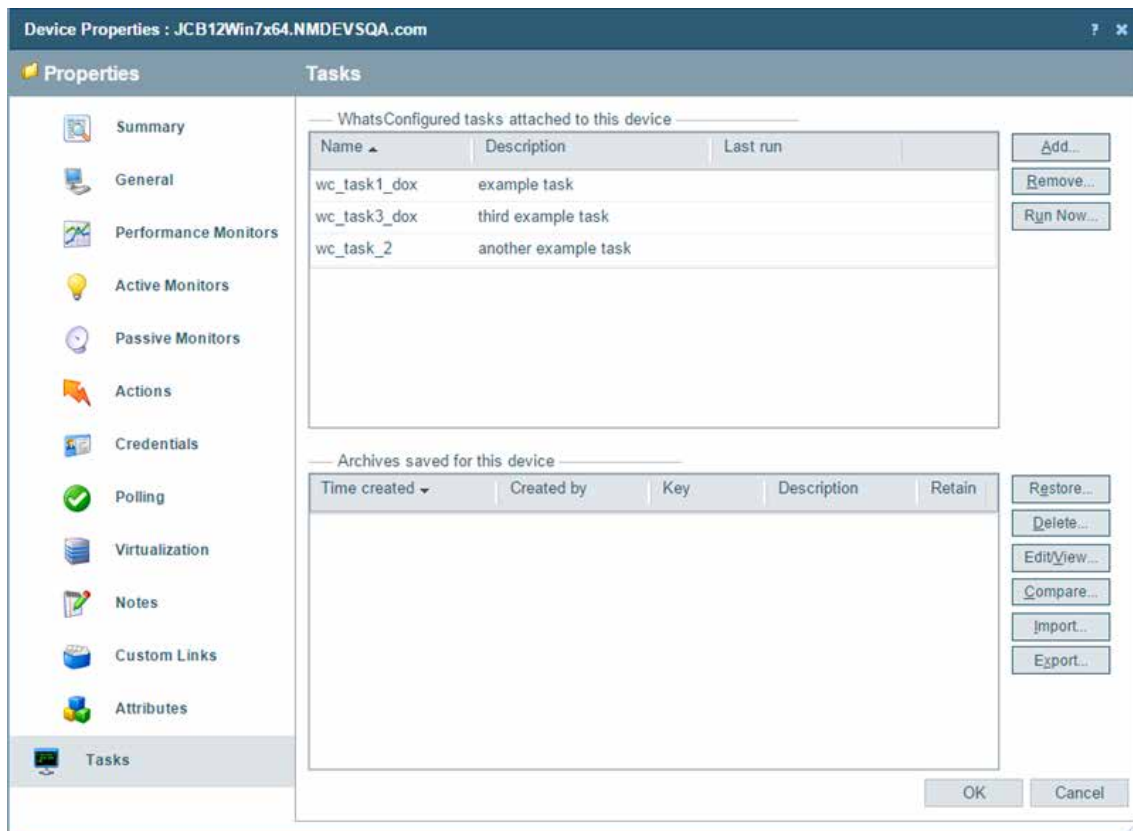 Device Properties : JCB12Win7x64.NMDEVSQA.com ?
Properties
Tasks
Summary
General
Performance Monitors
Active Monitors
Passive Monitors
Actions
Credentials
Polling
Virtualization
Notes
Custom Links
Attributes
Tasks
WhatsConfigured tasks attached to this device
Name Description Last run
wc_task1_dox example task
wc_task3_dox third example task
wc_task_2 another example task
Add...
Remove...
Run Now...
Archives saved for this device
Time created Created by Key Description Retain
Restore...
Delete...
Edit/View...
Compare...
Import...
Export...
OK Cancel